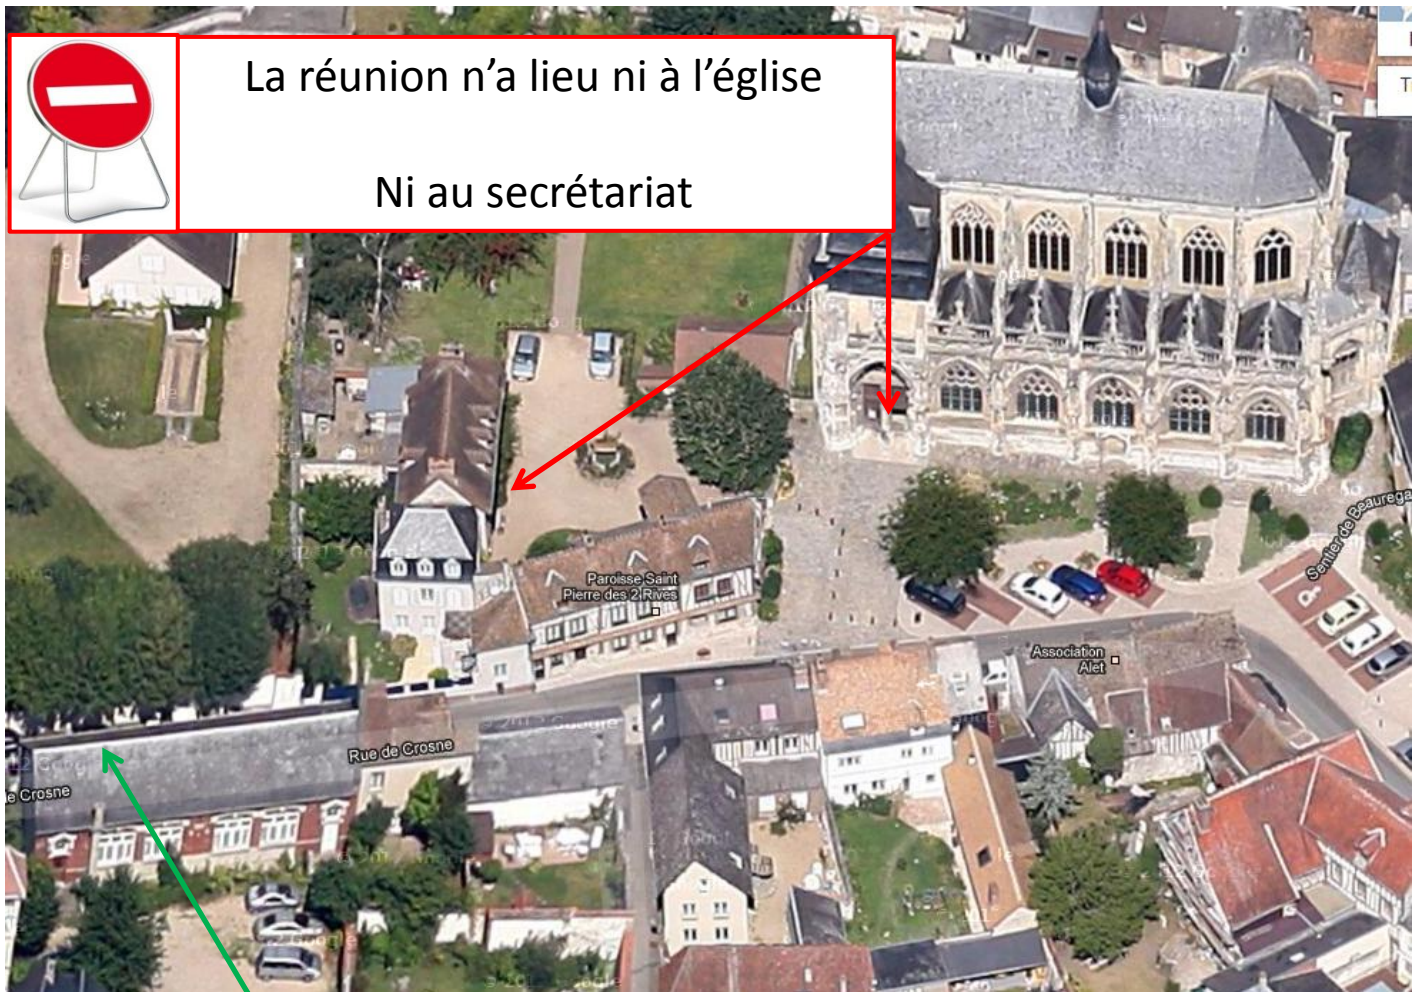 La réunion n'a lieu ni à l'église
Ni au secrétariat
Paroisse Saint
Pierre des 2 Rives
Sentier de Beaurega
Association
Alet
Rue de Crosne
le Crosne